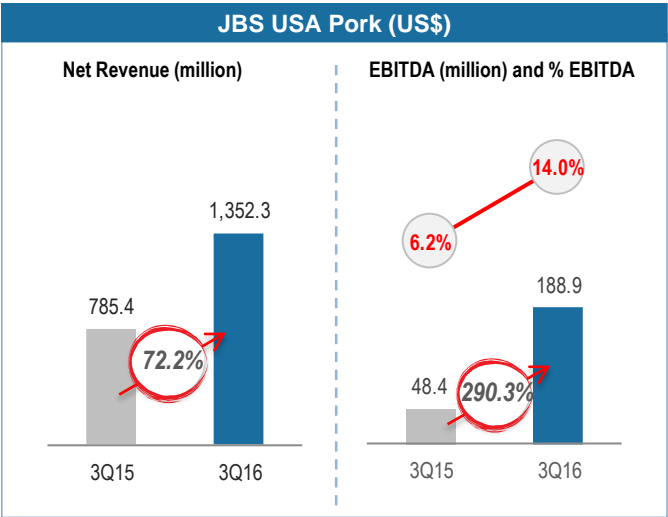 JBS USA Pork (US$)
Net Revenue (million)
1,352.3
785.4
72.2%
3Q15
3Q16
EBITDA (million) and % EBITDA
14.0%
6.2%
188.9
48.4
290.3%
3Q15
3Q16